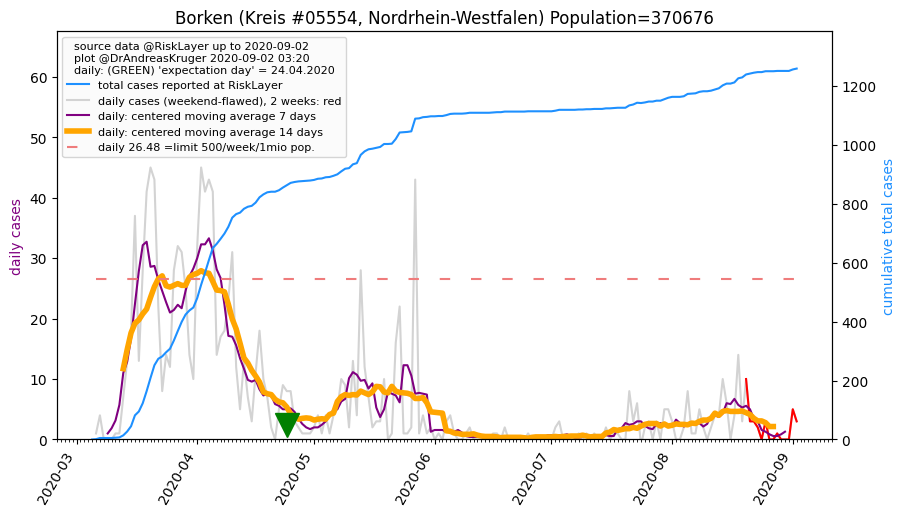 Borken (Kreis #05554, Nordrhein-Westfalen) Population=370676
source data @RiskLayer up to 2020-09-02
plot @DrAndreasKruger 2020-09-02 03:20
daily: (GREEN) 'expectation day' = 24.04.2020
total cases reported at RiskLayer
daily cases (weekend-flawed), 2 weeks: red
daily: centered moving average 7 days
daily: centered moving average 14 days
daily 26.48 =limit 500/week/1mio pop.
daily cases
60
50
40
30
20
10
0
cumulative total cases
1200
1000
800
600
400
200
0
2020-03
2020-04
2020-05
2020-06
2020-07
2020-08
2020-09